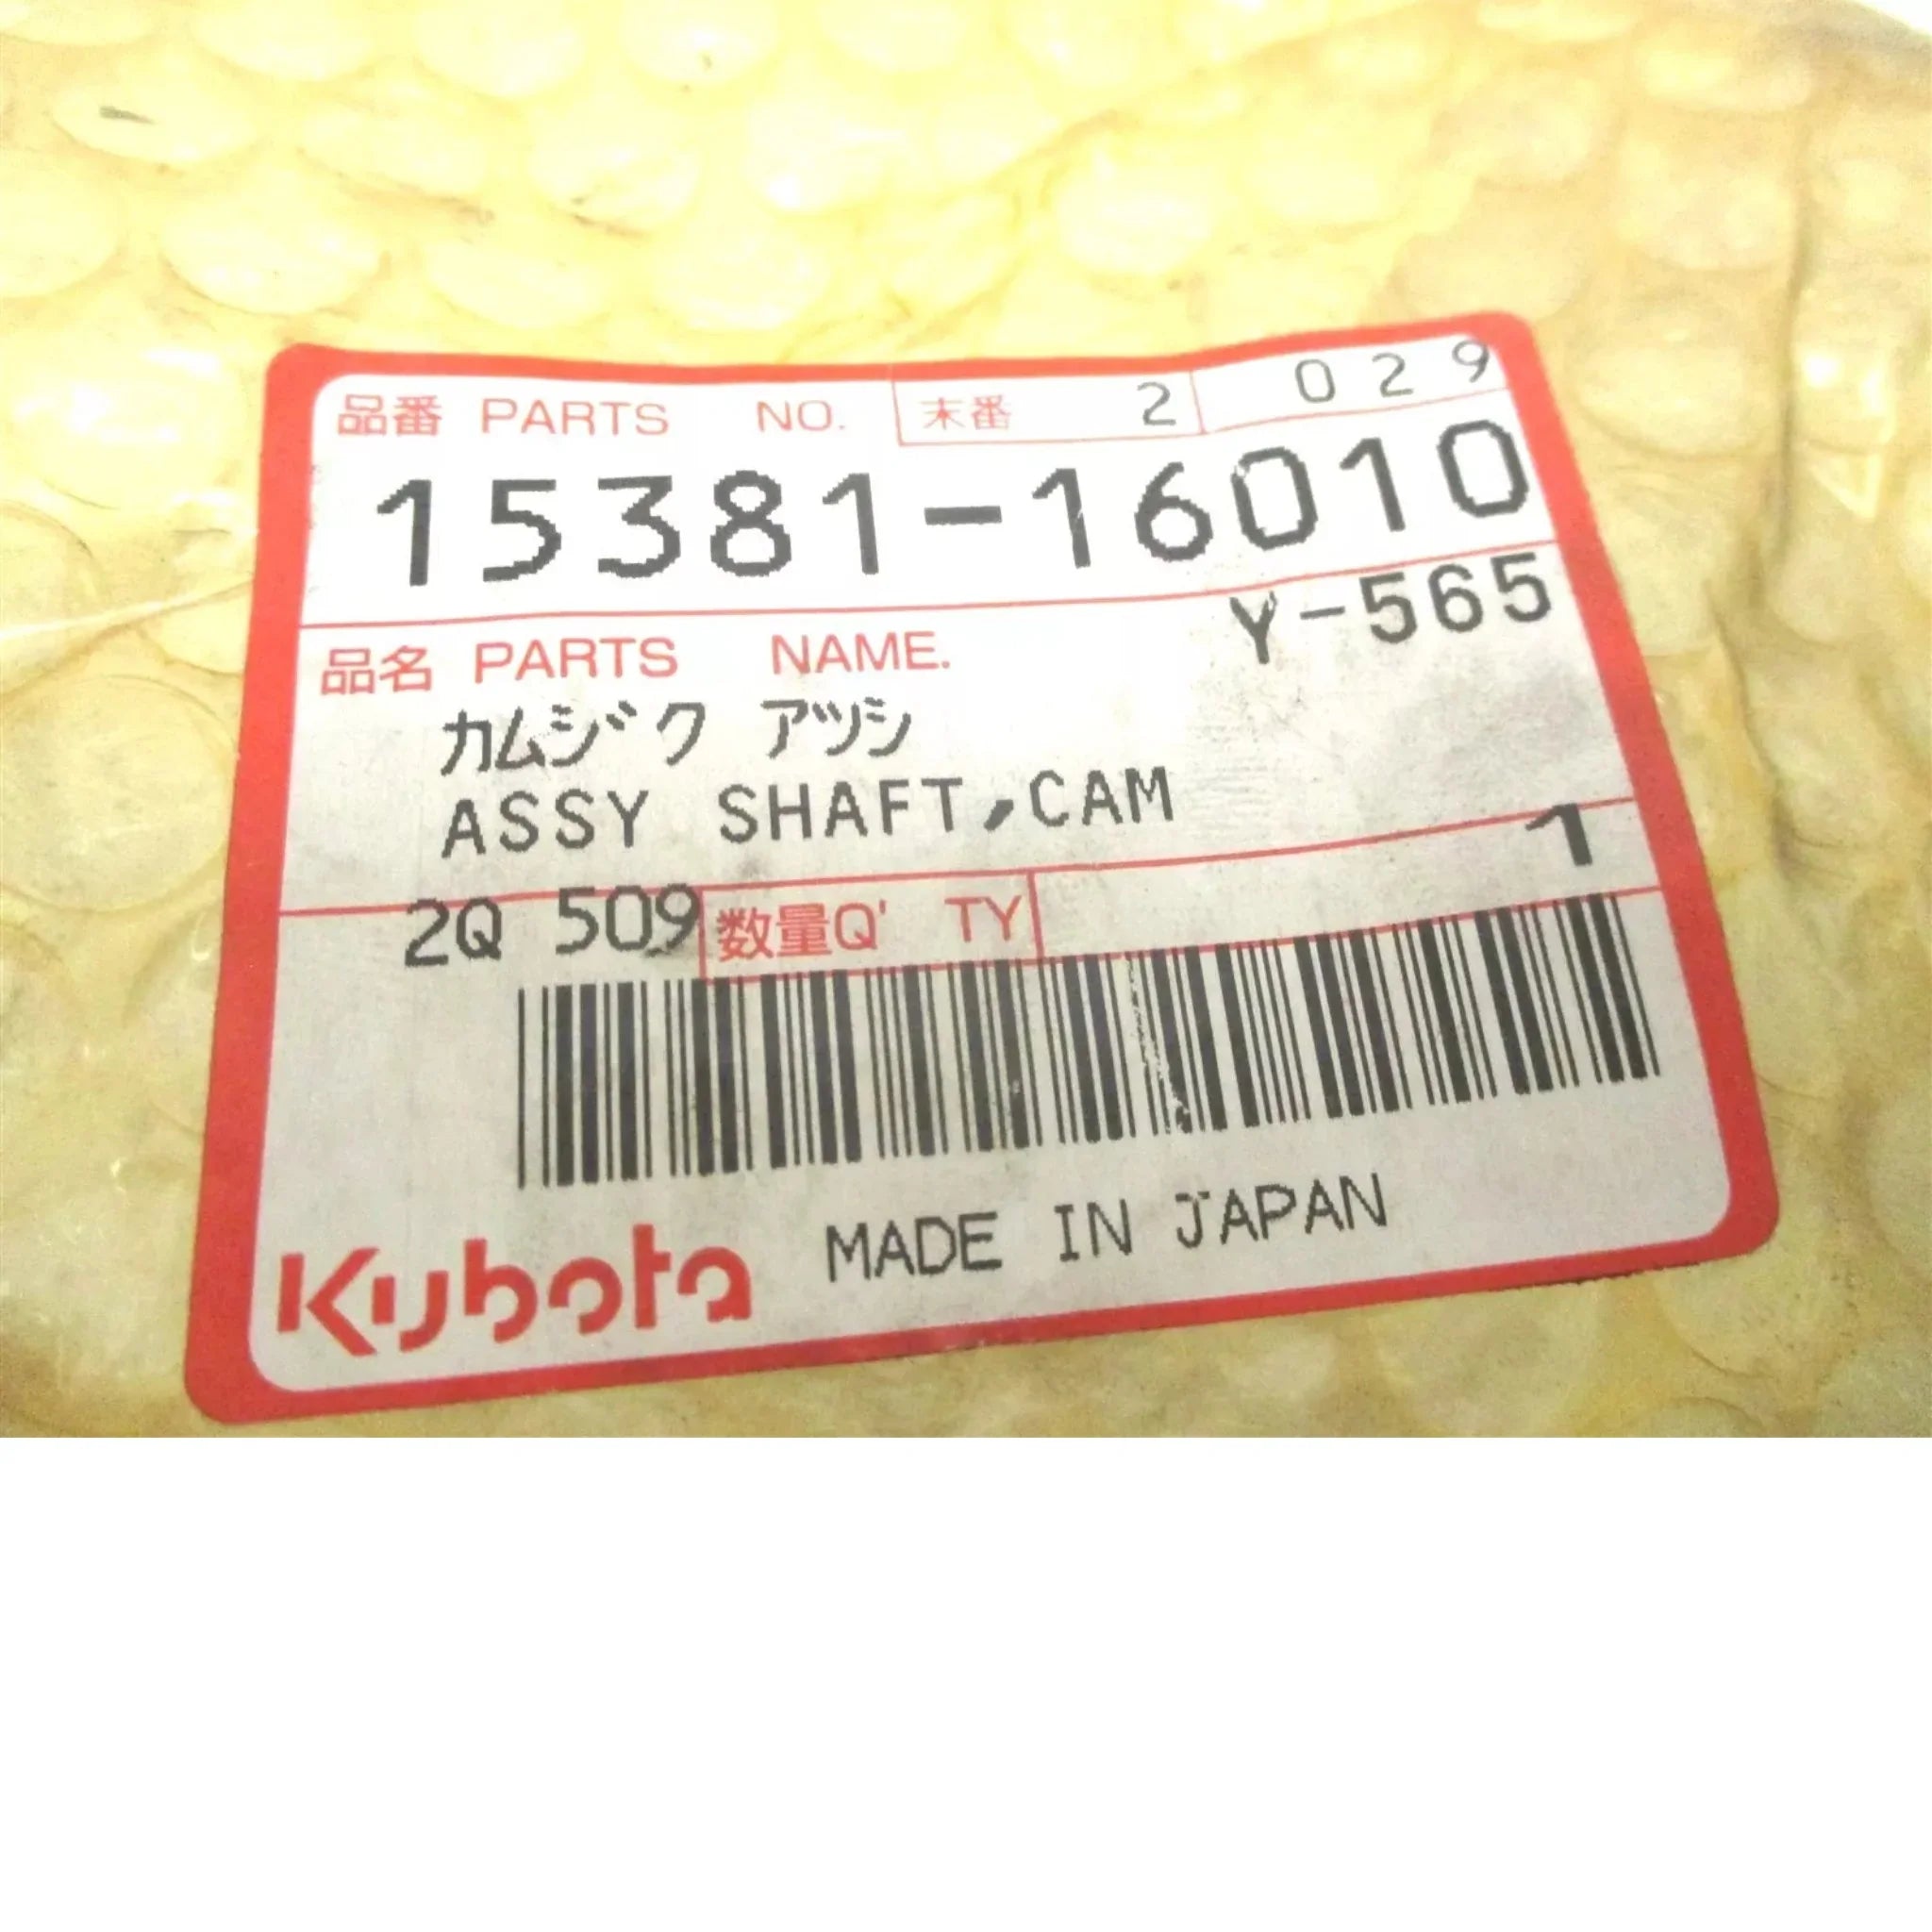 品番 PARTS NO. 末番 2 029
15381-16010
Y-565
品名 PARTS NAME.
カムジク アツシ
ASSY SHAFT,CAM
1
2Q 509 数量Q'TY
Kubota MADE IN JAPAN